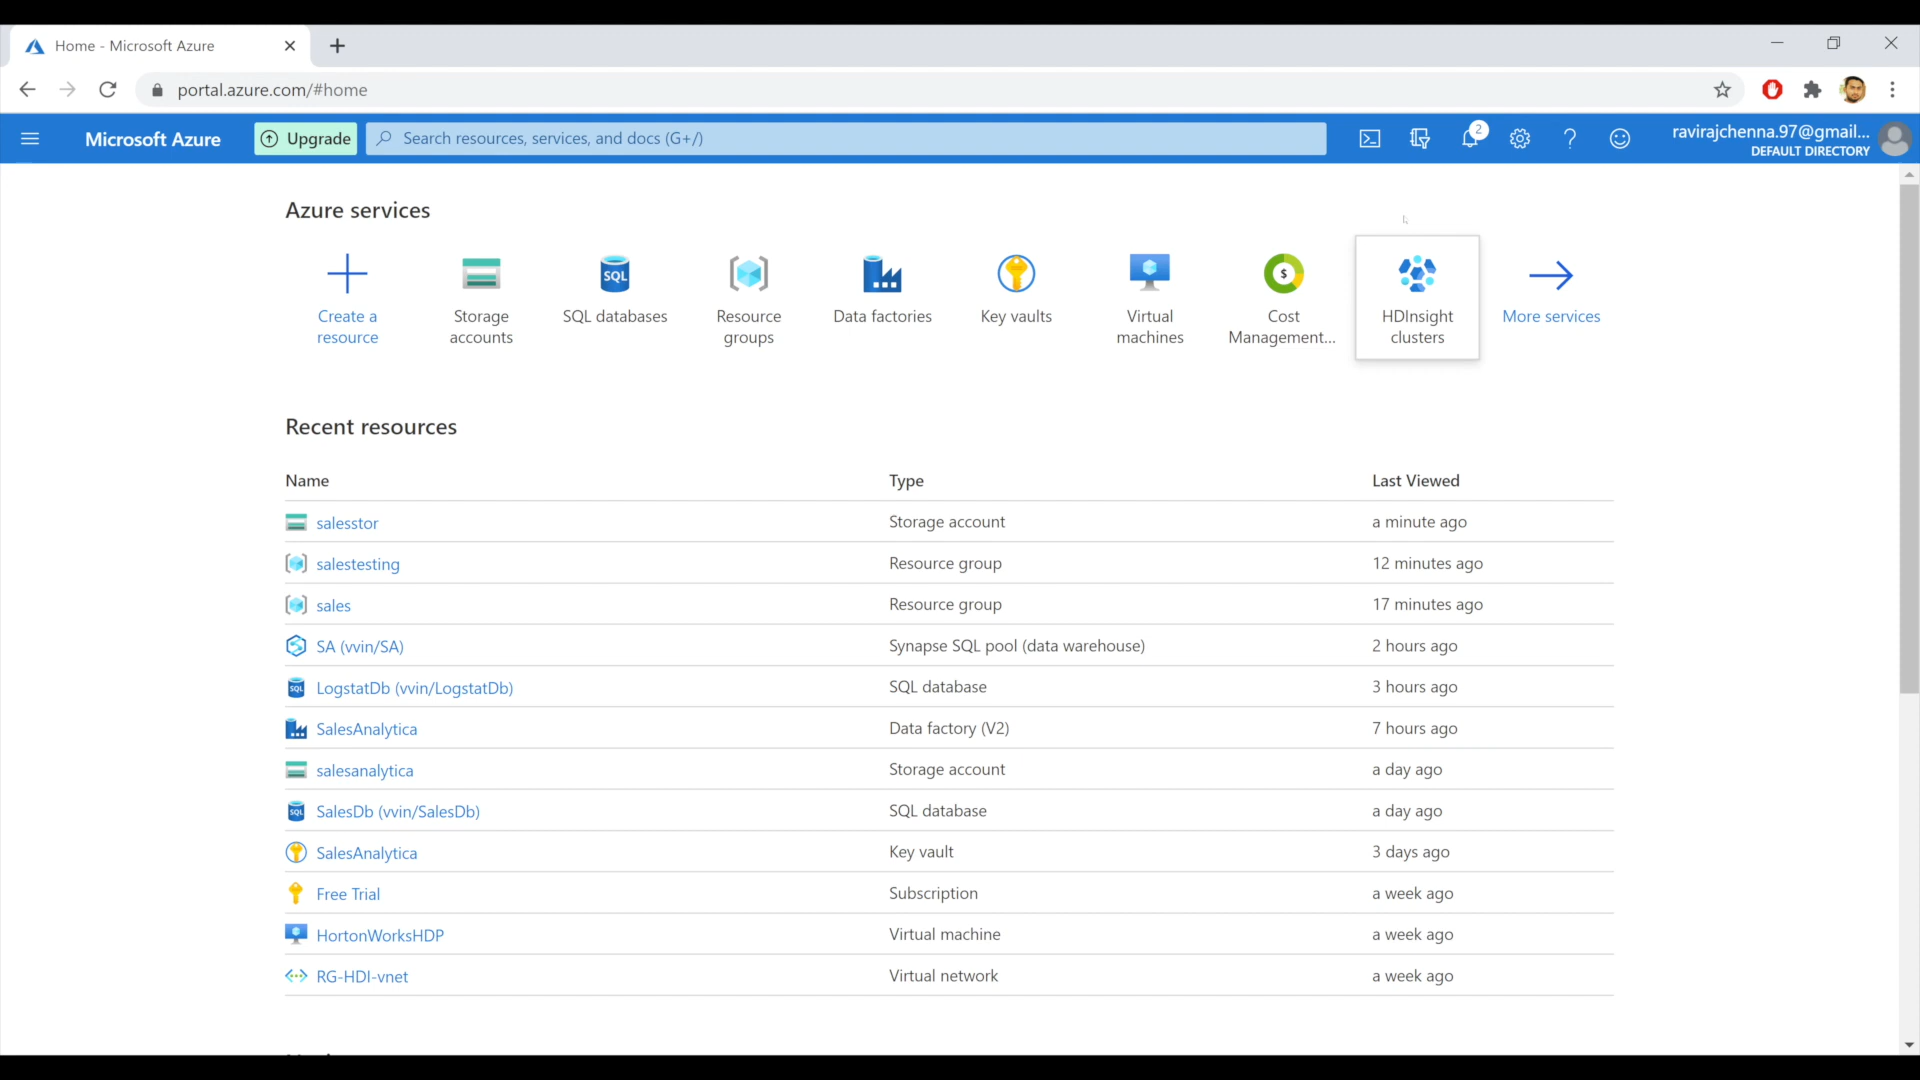 Home - Microsoft Azure
portal.azure.com/#home
Microsoft Azure
Upgrade
Search resources, services, and docs (G+/)
2
ravirajchenna.97@gmail...
DEFAULT DIRECTORY
Azure services
Create a
resource
Storage
accounts
SQL
SQL databases
Resource
groups
Data factories
Key vaults
Virtual
machines
$
Cost
Management...
HDInsight
clusters
More services
Recent resources
Name Type Last Viewed
salesstor Storage account a minute ago
salestesting Resource group 12 minutes ago
sales Resource group 17 minutes ago
SA (vvin/SA) Synapse SQL pool (data warehouse) 2 hours ago
SQL LogstatDb (vvin/LogstatDb) SQL database 3 hours ago
SalesAnalytica Data factory (V2) 7 hours ago
salesanalytica Storage account a day ago
SQL SalesDb (vvin/SalesDb) SQL database a day ago
SalesAnalytica Key vault 3 days ago
Free Trial Subscription a week ago
HortonWorksHDP Virtual machine a week ago
RG-HDI-vnet Virtual network a week ago